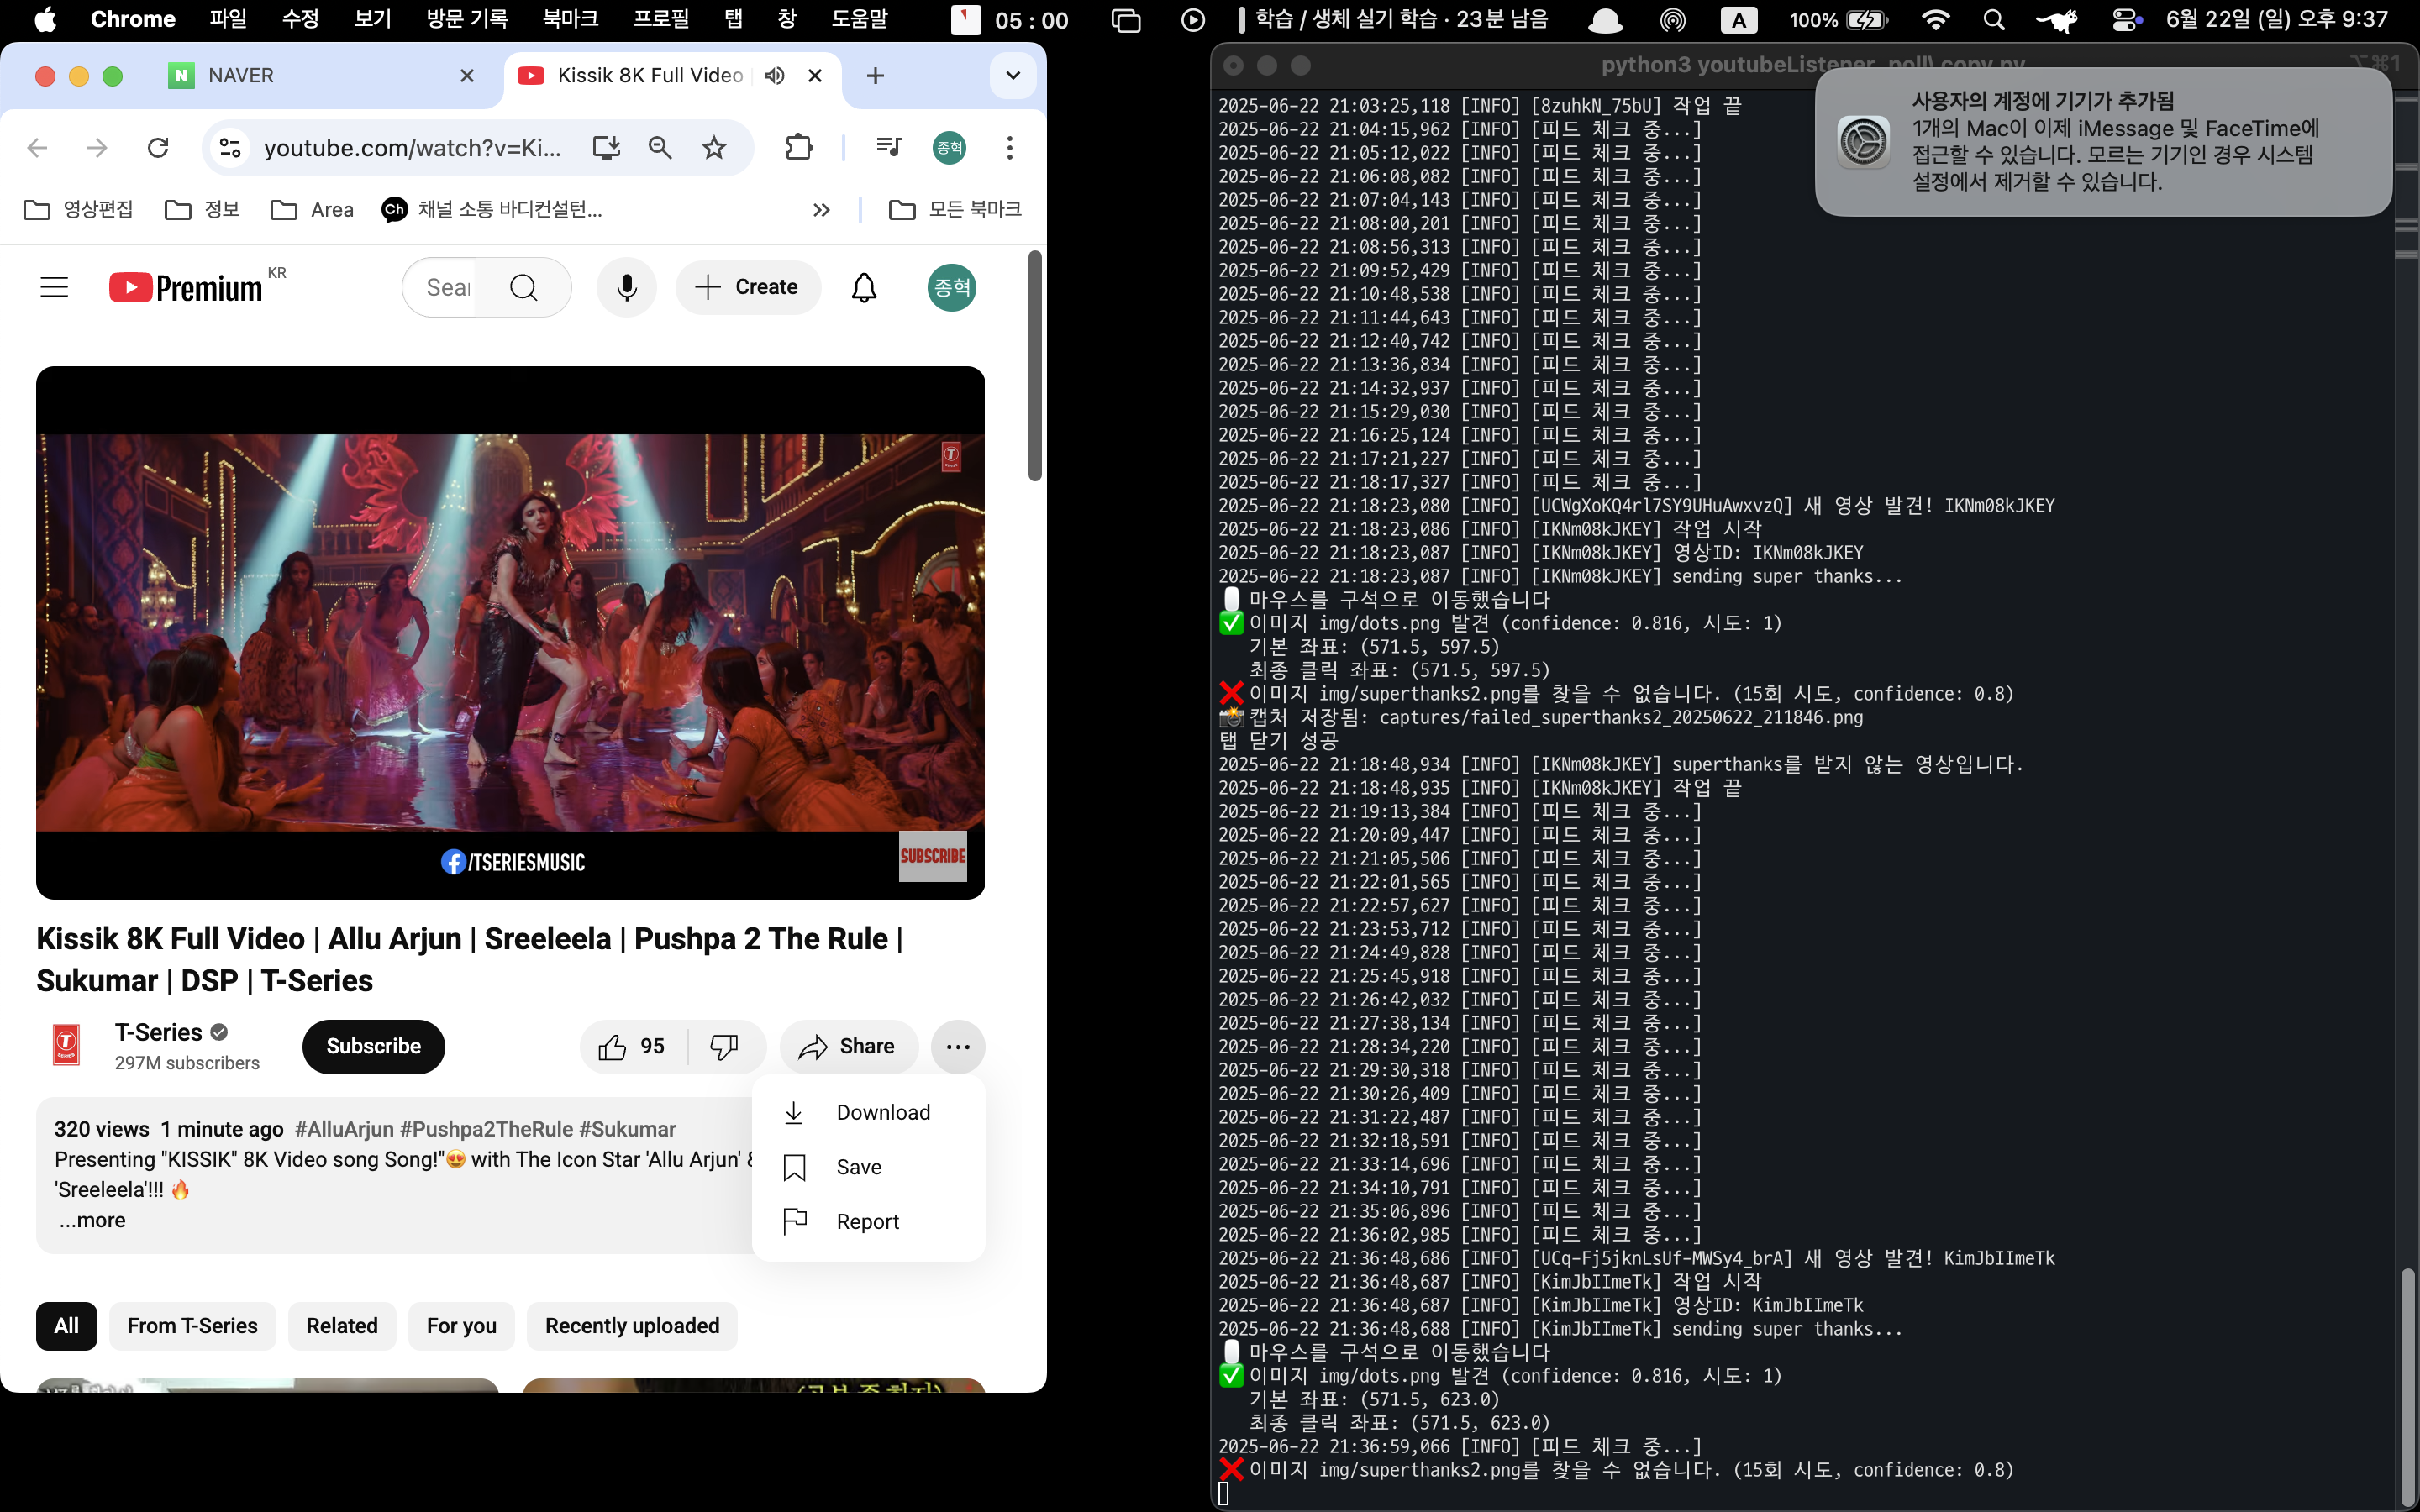 Chrome 파일 수정 보기 방문 기록 북마크 프로필 탭 창 도움말 05 : 00 학습 / 생체 실기 학습 · 23분 남음 A 100% 6월 22일 (일) 오후 9:37
NAVER
Kissik 8K Full Video
youtube.com/watch?v=Ki...
종혁
영상편집 정보 Area Ch 채널 소통 바디컨설턴... 모든 북마크
Premium KR
Create
종혁
/TSERIESMUSIC
SUBSCRIBE
Kissik 8K Full Video | Allu Arjun | Sreeleela | Pushpa 2 The Rule |
Sukumar | DSP | T-Series
T-Series
297M subscribers
Subscribe
95
Share
Download
Save
Report
320 views 1 minute ago #AlluArjun #Pushpa2TheRule #Sukumar
Presenting "KISSIK" 8K Video song Song!"😍 with The Icon Star 'Allu Arjun' &
'Sreeleela'!!! 🔥
...more
All From T-Series Related For you Recently uploaded
python3 youtubeListener_poll\ copy.py
사용자의 계정에 기기가 추가됨
1개의 Mac이 이제 iMessage 및 FaceTime에
접근할 수 있습니다. 모르는 기기인 경우 시스템
설정에서 제거할 수 있습니다.
2025-06-22 21:03:25,118 [INFO] [8zuhkN_75bU] 작업 끝
2025-06-22 21:04:15,962 [INFO] [피드 체크 중...]
2025-06-22 21:05:12,022 [INFO] [피드 체크 중...]
2025-06-22 21:06:08,082 [INFO] [피드 체크 중...]
2025-06-22 21:07:04,143 [INFO] [피드 체크 중...]
2025-06-22 21:08:00,201 [INFO] [피드 체크 중...]
2025-06-22 21:08:56,313 [INFO] [피드 체크 중...]
2025-06-22 21:09:52,429 [INFO] [피드 체크 중...]
2025-06-22 21:10:48,538 [INFO] [피드 체크 중...]
2025-06-22 21:11:44,643 [INFO] [피드 체크 중...]
2025-06-22 21:12:40,742 [INFO] [피드 체크 중...]
2025-06-22 21:13:36,834 [INFO] [피드 체크 중...]
2025-06-22 21:14:32,937 [INFO] [피드 체크 중...]
2025-06-22 21:15:29,030 [INFO] [피드 체크 중...]
2025-06-22 21:16:25,124 [INFO] [피드 체크 중...]
2025-06-22 21:17:21,227 [INFO] [피드 체크 중...]
2025-06-22 21:18:17,327 [INFO] [피드 체크 중...]
2025-06-22 21:18:23,080 [INFO] [UCWgXoKQ4rl7SY9UHuAwxvzQ] 새 영상 발견! IKNm08kJKEY
2025-06-22 21:18:23,086 [INFO] [IKNm08kJKEY] 작업 시작
2025-06-22 21:18:23,087 [INFO] [IKNm08kJKEY] 영상ID: IKNm08kJKEY
2025-06-22 21:18:23,087 [INFO] [IKNm08kJKEY] sending super thanks...
마우스를 구석으로 이동했습니다
✅ 이미지 img/dots.png 발견 (confidence: 0.816, 시도: 1)
기본 좌표: (571.5, 597.5)
최종 클릭 좌표: (571.5, 597.5)
❌ 이미지 img/superthanks2.png를 찾을 수 없습니다. (15회 시도, confidence: 0.8)
📸 캡처 저장됨: captures/failed_superthanks2_20250622_211846.png
탭 닫기 성공
2025-06-22 21:18:48,934 [INFO] [IKNm08kJKEY] superthanks를 받지 않는 영상입니다.
2025-06-22 21:18:48,935 [INFO] [IKNm08kJKEY] 작업 끝
2025-06-22 21:19:13,384 [INFO] [피드 체크 중...]
2025-06-22 21:20:09,447 [INFO] [피드 체크 중...]
2025-06-22 21:21:05,506 [INFO] [피드 체크 중...]
2025-06-22 21:22:01,565 [INFO] [피드 체크 중...]
2025-06-22 21:22:57,627 [INFO] [피드 체크 중...]
2025-06-22 21:23:53,712 [INFO] [피드 체크 중...]
2025-06-22 21:24:49,828 [INFO] [피드 체크 중...]
2025-06-22 21:25:45,918 [INFO] [피드 체크 중...]
2025-06-22 21:26:42,032 [INFO] [피드 체크 중...]
2025-06-22 21:27:38,134 [INFO] [피드 체크 중...]
2025-06-22 21:28:34,220 [INFO] [피드 체크 중...]
2025-06-22 21:29:30,318 [INFO] [피드 체크 중...]
2025-06-22 21:30:26,409 [INFO] [피드 체크 중...]
2025-06-22 21:31:22,487 [INFO] [피드 체크 중...]
2025-06-22 21:32:18,591 [INFO] [피드 체크 중...]
2025-06-22 21:33:14,696 [INFO] [피드 체크 중...]
2025-06-22 21:34:10,791 [INFO] [피드 체크 중...]
2025-06-22 21:35:06,896 [INFO] [피드 체크 중...]
2025-06-22 21:36:02,985 [INFO] [피드 체크 중...]
2025-06-22 21:36:48,686 [INFO] [UCq-Fj5jknLsUf-MWSy4_brA] 새 영상 발견! KimJbIImeTk
2025-06-22 21:36:48,687 [INFO] [KimJbIImeTk] 작업 시작
2025-06-22 21:36:48,687 [INFO] [KimJbIImeTk] 영상ID: KimJbIImeTk
2025-06-22 21:36:48,688 [INFO] [KimJbIImeTk] sending super thanks...
마우스를 구석으로 이동했습니다
✅ 이미지 img/dots.png 발견 (confidence: 0.816, 시도: 1)
기본 좌표: (571.5, 623.0)
최종 클릭 좌표: (571.5, 623.0)
2025-06-22 21:36:59,066 [INFO] [피드 체크 중...]
❌ 이미지 img/superthanks2.png를 찾을 수 없습니다. (15회 시도, confidence: 0.8)